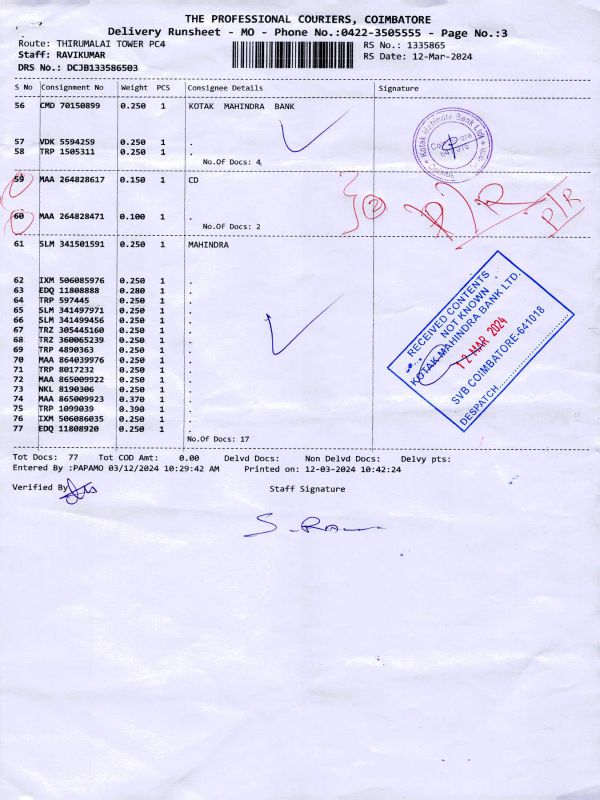 THE PROFESSIONAL COURIERS, COIMBATORE
Delivery Runsheet - MO - Phone No.:0422-3505555 - Page No.:3
Route: THIRUMALAI TOWER PC4
RS No.: 1335865
Staff: RAVIKUMAR
RS Date: 12-Mar-2024
DRS No.: DCJB133586503
S No Consignment No Weight PCS Consignee Details Signature
56 CMD 70150899 0.250 1 KOTAK MAHINDRA BANK
57 VDK 5594259 0.250 1 .
58 TRP 1505311 0.250 1 .
No.Of Docs: 4
Kotak Mahindra Bank Ltd
59 MAA 264828617 0.150 1 CD
2
P/R
P/R
60 MAA 264828471 0.100 1 .
No.Of Docs: 2
61 SLM 341501591 0.250 1 MAHINDRA
62 IXM 506085976 0.250 1 .
63 EDQ 11808888 0.280 1 .
64 TRP 597445 0.250 1 .
65 SLM 341497971 0.250 1 .
66 SLM 341499456 0.250 1 .
67 TRZ 305445160 0.250 1 .
68 TRZ 360065239 0.250 1 .
69 TRP 4890363 0.250 1 .
70 MAA 864039976 0.250 1 .
71 TRP 8017232 0.250 1 .
72 MAA 865009922 0.250 1 .
73 NKL 8190306 0.250 1 .
74 MAA 865009923 0.370 1 .
75 TRP 1099039 0.390 1 .
76 IXM 506086035 0.250 1 .
77 EDQ 11808920 0.250 1 .
No.Of Docs: 17
RECEIVED CONTENTS
NOT KNOWN
KOTAK MAHINDRA BANK LTD.
12 MAR 2024
SVB COIMBATORE-641018
DESPATCH
Tot Docs: 77 Tot COD Amt: 0.00 Delvd Docs: Non Delvd Docs: Delvy pts:
Entered By :PAPAMO 03/12/2024 10:29:42 AM Printed on: 12-03-2024 10:42:24
Verified By
Staff Signature